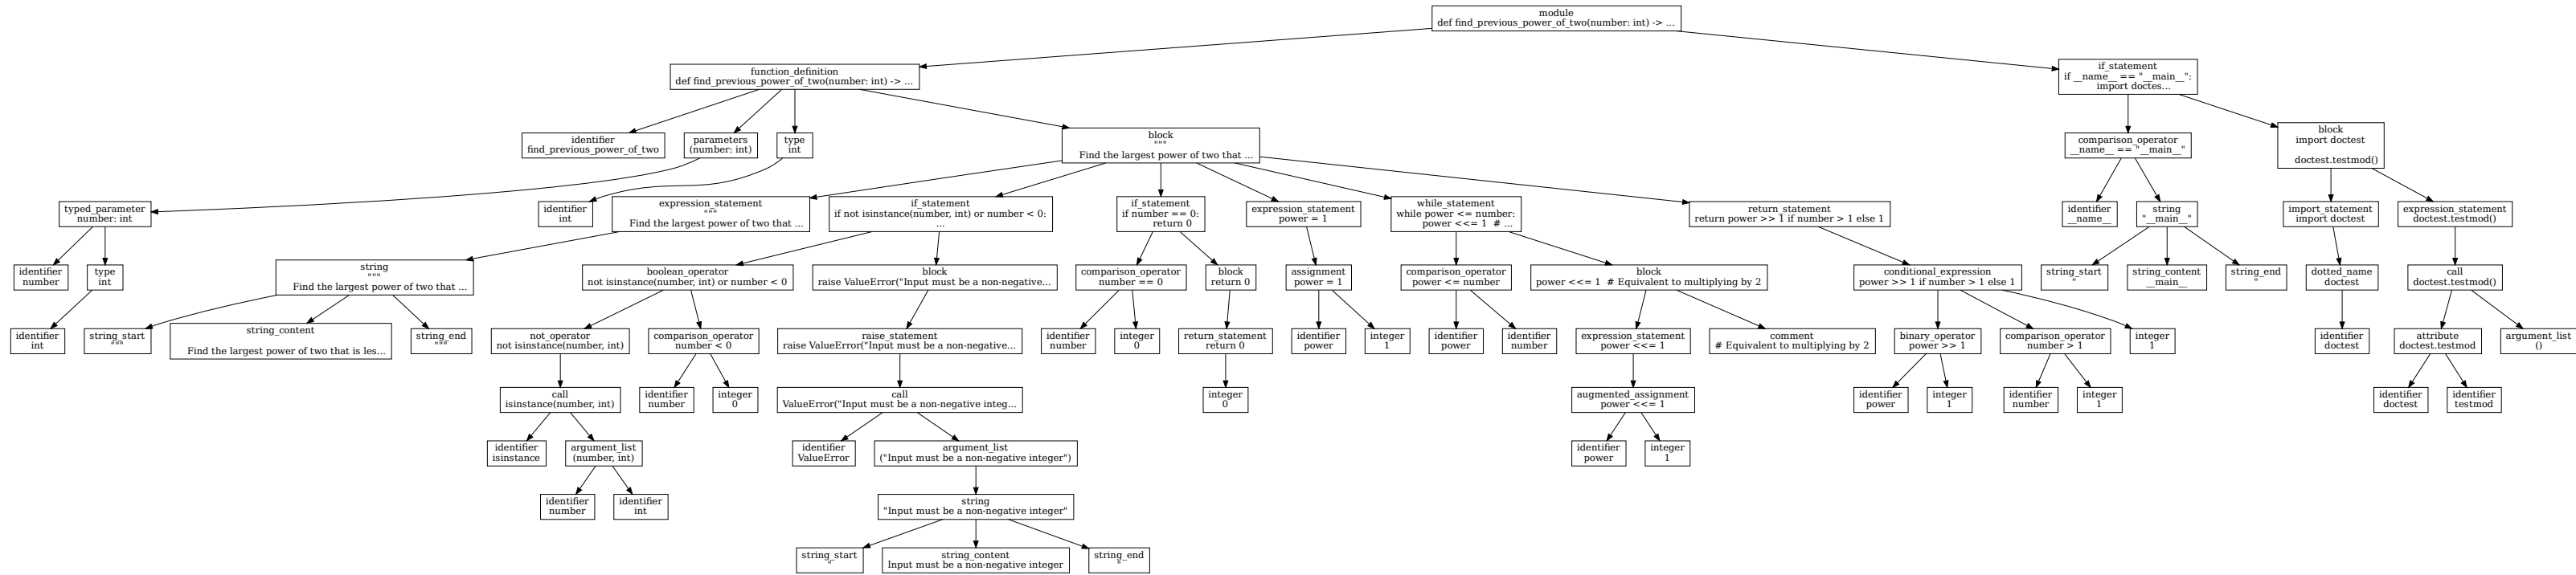 module
def find_previous_power_of_two(number: int) -> ...
function_definition
def find_previous_power_of_two(number: int) -> ...
if_statement
if __name__ == "__main__":
import doctes...
identifier
find_previous_power_of_two
parameters
(number: int)
type
int
block
"""
Find the largest power of two that ...
comparison_operator
__name__ == "__main__"
block
import doctest
doctest.testmod()
typed_parameter
number: int
identifier
int
expression_statement
"""
Find the largest power of two that ...
if_statement
if not isinstance(number, int) or number < 0:
...
if_statement
if number == 0:
return 0
expression_statement
power = 1
while_statement
while power <= number:
power <<= 1  # ...
return_statement
return power >> 1 if number > 1 else 1
identifier
__name__
string
"__main__"
import_statement
import doctest
expression_statement
doctest.testmod()
identifier
number
type
int
string
"""
Find the largest power of two that ...
boolean_operator
not isinstance(number, int) or number < 0
block
raise ValueError("Input must be a non-negative...
comparison_operator
number == 0
block
return 0
assignment
power = 1
comparison_operator
power <= number
block
power <<= 1  # Equivalent to multiplying by 2
conditional_expression
power >> 1 if number > 1 else 1
string_start
"
string_content
__main__
string_end
"
dotted_name
doctest
call
doctest.testmod()
identifier
int
string_start
"""
string_content
Find the largest power of two that is les...
string_end
"""
not_operator
not isinstance(number, int)
comparison_operator
number < 0
raise_statement
raise ValueError("Input must be a non-negative...
identifier
number
integer
0
return_statement
return 0
identifier
power
integer
1
identifier
power
identifier
number
expression_statement
power <<= 1
comment
# Equivalent to multiplying by 2
binary_operator
power >> 1
comparison_operator
number > 1
integer
1
identifier
doctest
attribute
doctest.testmod
argument_list
()
call
isinstance(number, int)
identifier
number
integer
0
call
ValueError("Input must be a non-negative integ...
integer
0
augmented_assignment
power <<= 1
identifier
power
integer
1
identifier
number
integer
1
identifier
doctest
identifier
testmod
identifier
isinstance
argument_list
(number, int)
identifier
ValueError
argument_list
("Input must be a non-negative integer")
identifier
power
integer
1
identifier
number
identifier
int
string
"Input must be a non-negative integer"
string_start
"
string_content
Input must be a non-negative integer
string_end
"